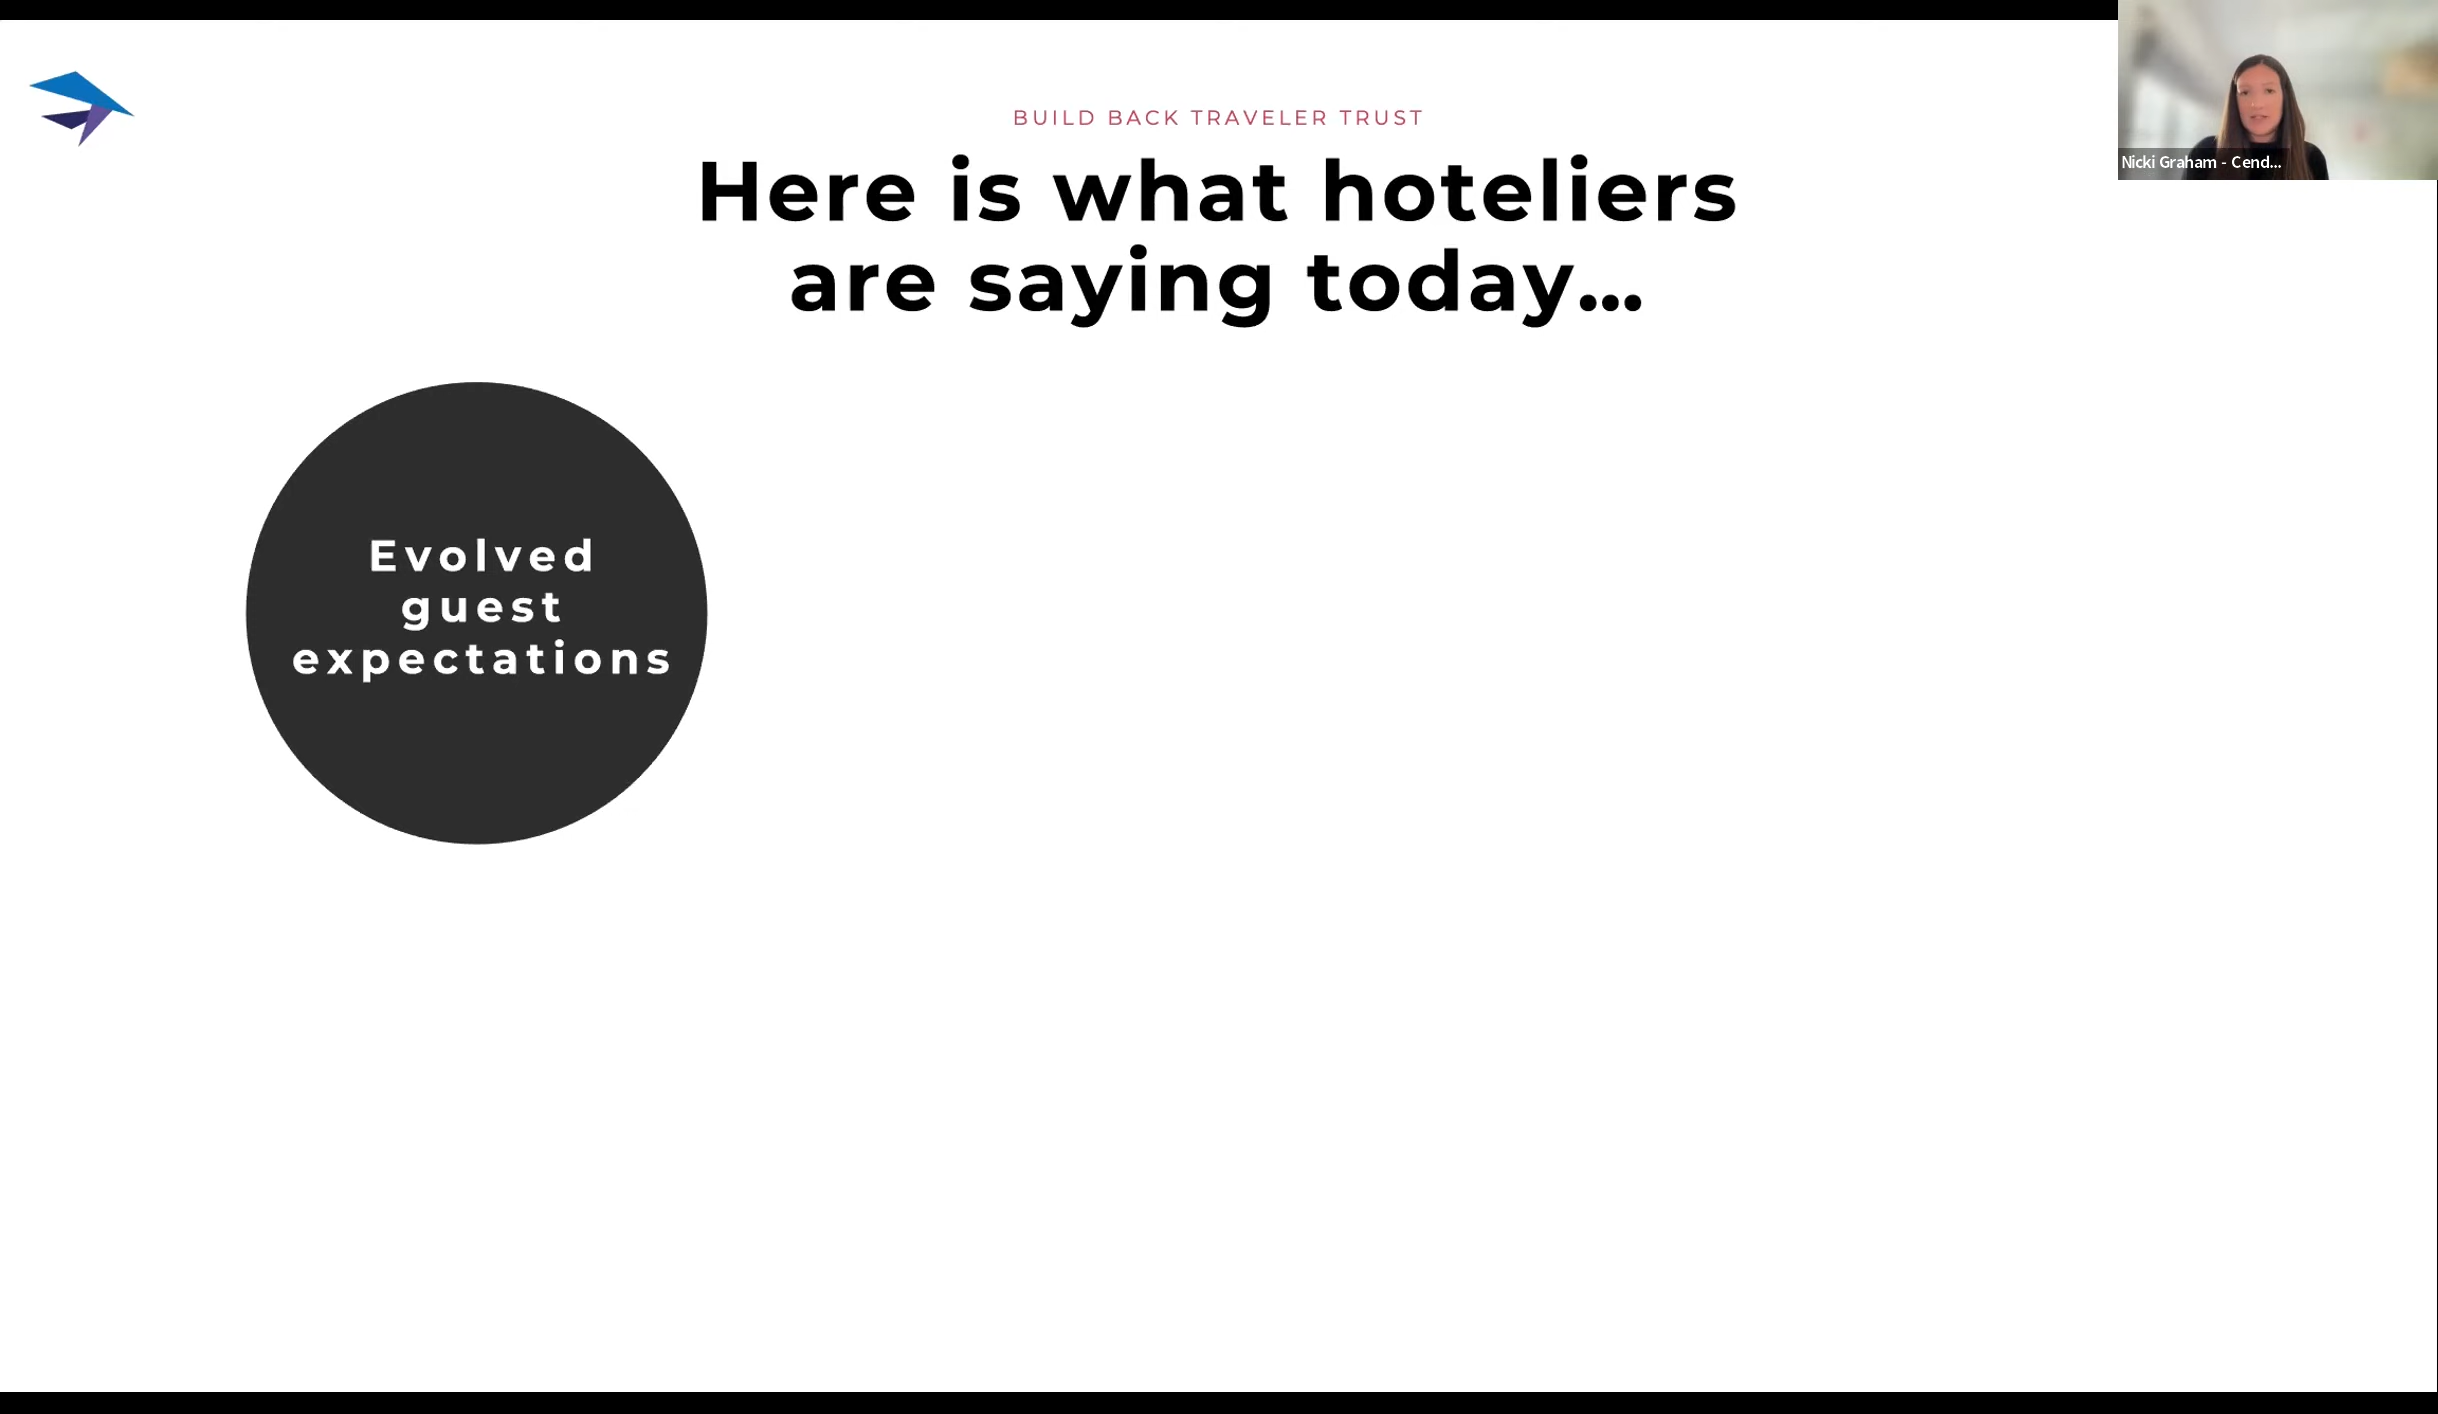 BUILD BACK TRAVELER TRUST
Here is what hoteliers
are saying today...
Evolved
guest
expectations
Nicki Graham - Cend...